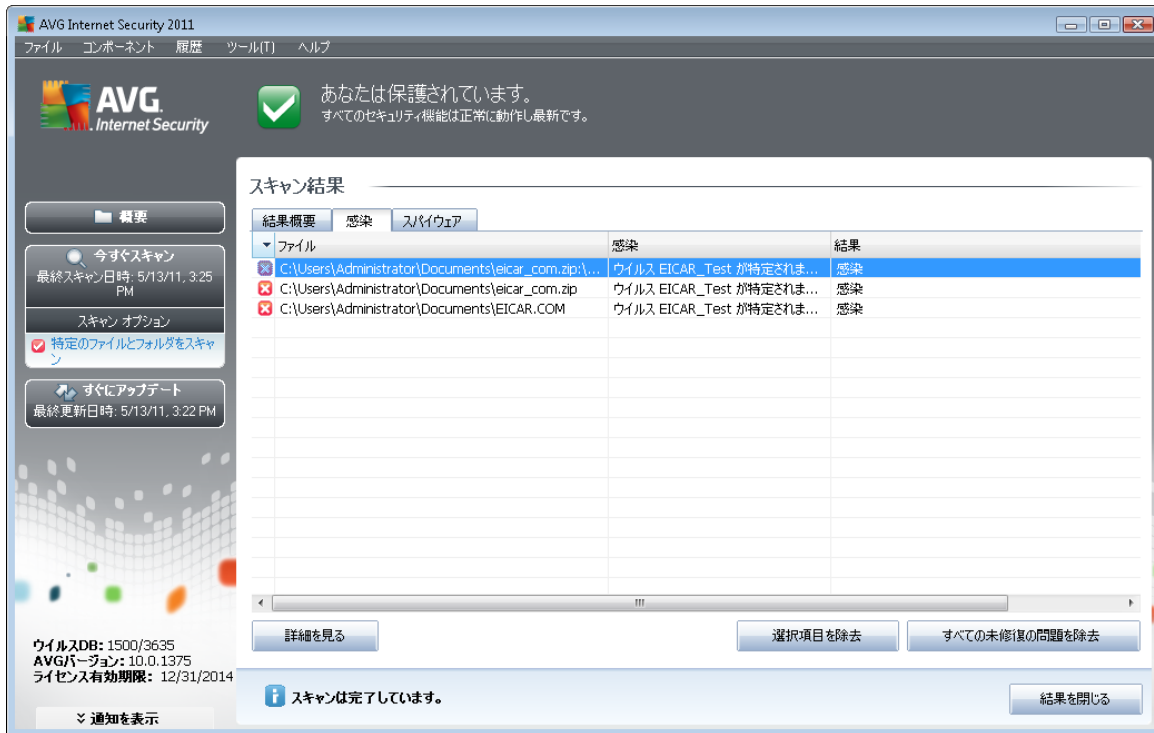 AVG Internet Security 2011
ファイル コンポーネント 履歴 ツール(T) ヘルプ
AVG.
Internet Security
あなたは保護されています。
すべてのセキュリティ機能は正常に動作し最新です。
概要
今すぐスキャン
最終スキャン日時: 5/13/11, 3:25
PM
スキャン オプション
特定のファイルとフォルダをスキャ
ン
すぐにアップデート
最終更新日時: 5/13/11, 3:22 PM
ウイルスDB: 1500/3635
AVGバージョン: 10.0.1375
ライセンス有効期限: 12/31/2014
通知を表示
スキャン結果
結果概要 感染 スパイウェア
ファイル 感染 結果
C:\Users\Administrator\Documents\eicar_com.zip:\... ウイルス EICAR_Test が特定されま... 感染
C:\Users\Administrator\Documents\eicar_com.zip ウイルス EICAR_Test が特定されま... 感染
C:\Users\Administrator\Documents\EICAR.COM ウイルス EICAR_Test が特定されま... 感染
詳細を見る 選択項目を除去 すべての未修復の問題を除去
スキャンは完了しています。
結果を閉じる